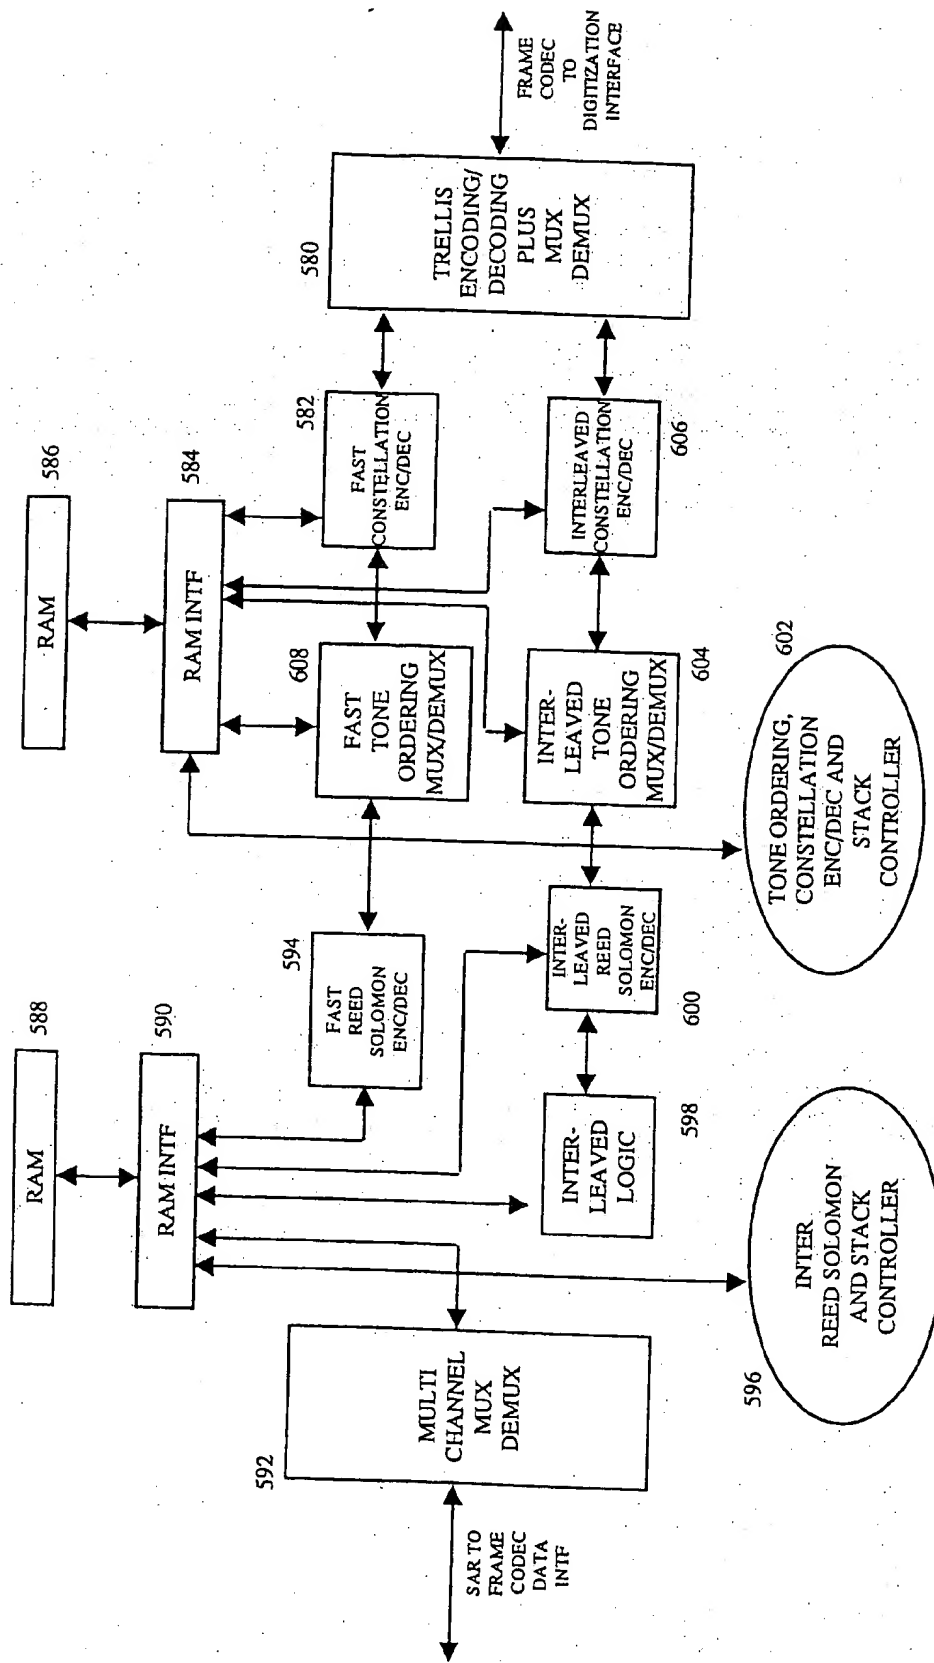 588
RAM
590
RAM INTF
586
RAM
584
RAM INTF
SAR TO
FRAME
CODEC
DATA
INTF
592
MULTI
CHANNEL
MUX
DEMUX
594
FAST
REED
SOLOMON
ENC/DEC
608
FAST
TONE
ORDERING
MUX/DEMUX
582
FAST
CONSTELLATION
ENC/DEC
580
TRELLIS
ENCODING/
DECODING
PLUS
MUX
DEMUX
FRAME
CODEC
TO
DIGITIZATION
INTERFACE
INTER-
LEAVED
LOGIC
598
INTER-
LEAVED
REED
SOLOMON
ENC/DEC
600
INTER-
LEAVED
TONE
ORDERING
MUX/DEMUX
604
INTERLEAVED
CONSTELLATION
ENC/DEC
606
596
INTER
REED SOLOMON
AND STACK
CONTROLLER
602
TONE ORDERING,
CONSTELLATION
ENC/DEC AND
STACK
CONTROLLER